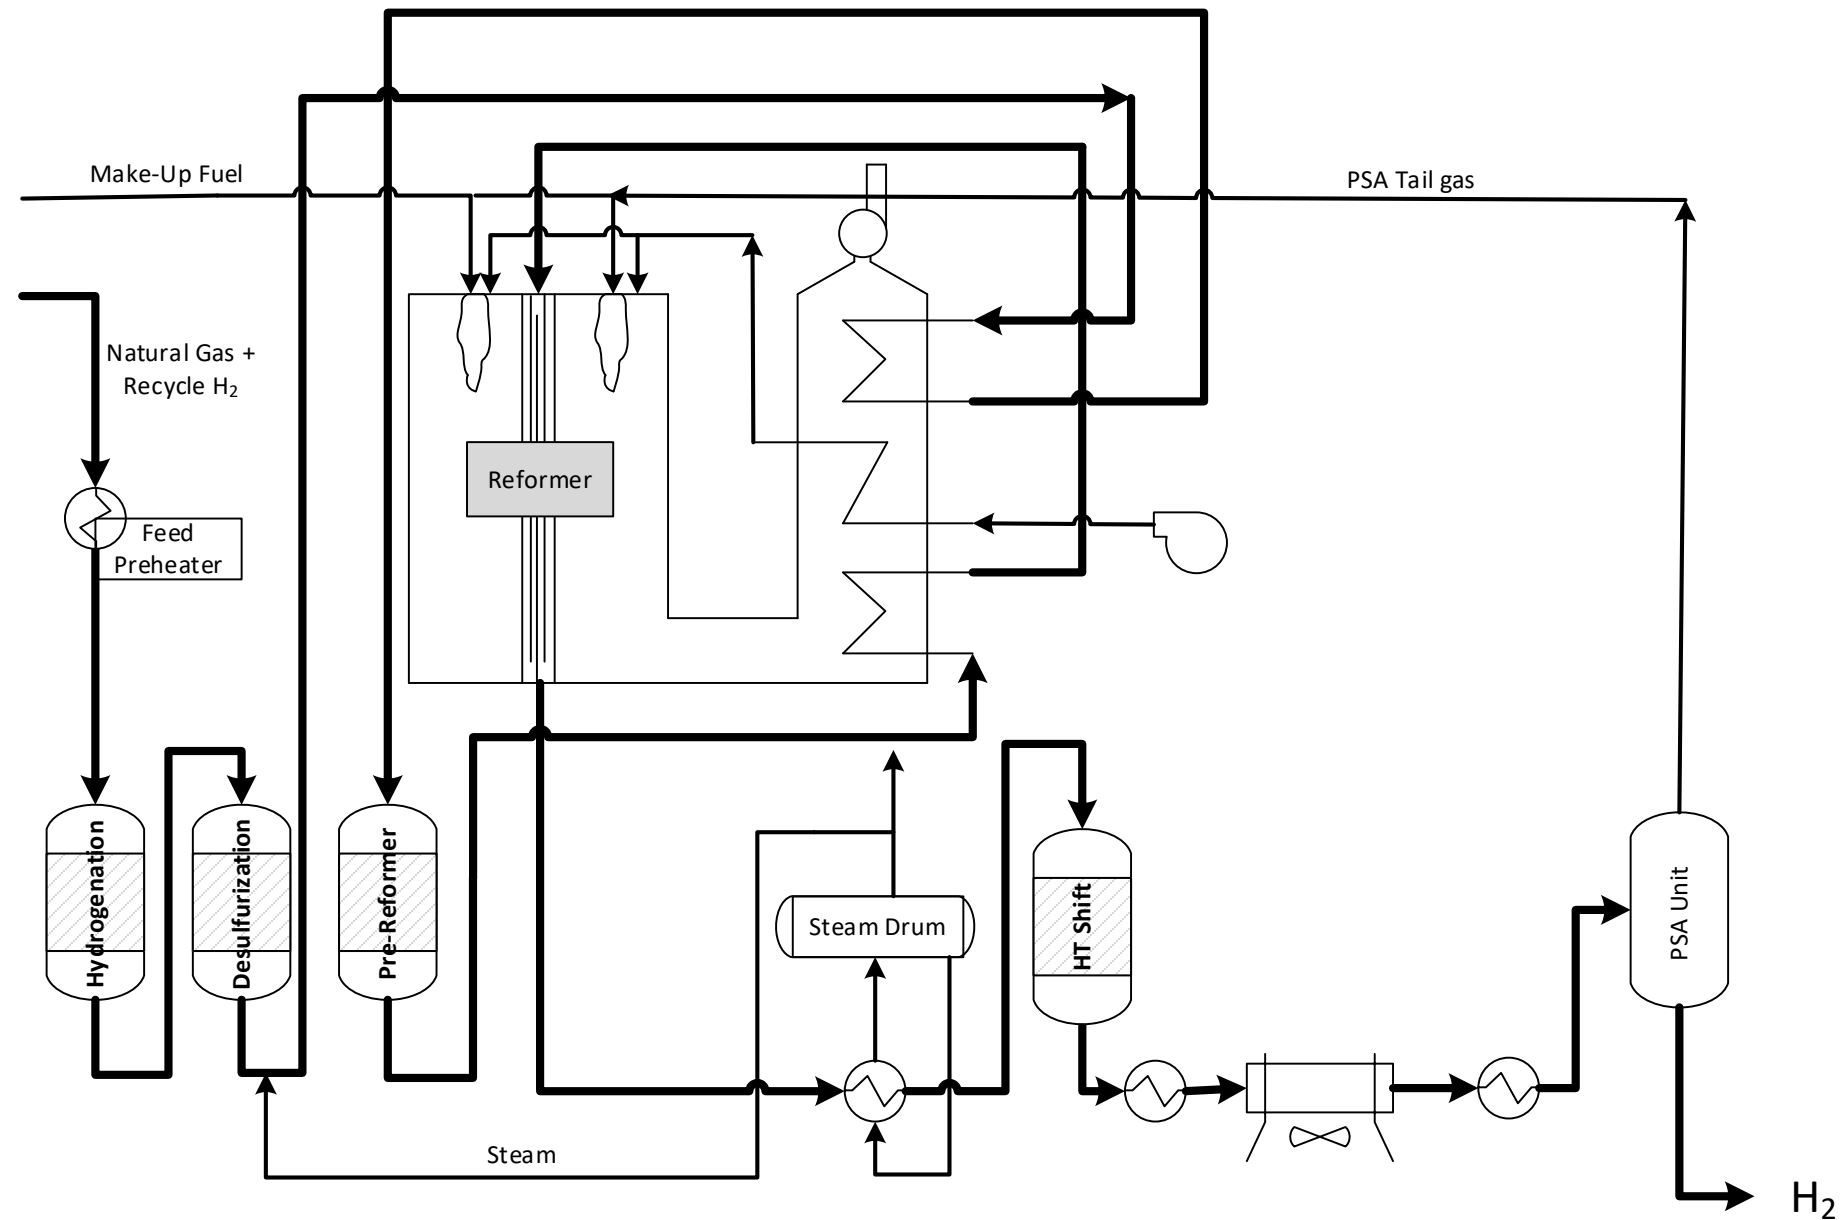 Make-Up Fuel
PSA Tail gas
Natural Gas +
Recycle H₂
Reformer
Feed
Preheater
Hydrogenation
Desulfurization
Pre-Reformer
Steam Drum
HT Shift
PSA Unit
Steam
H₂